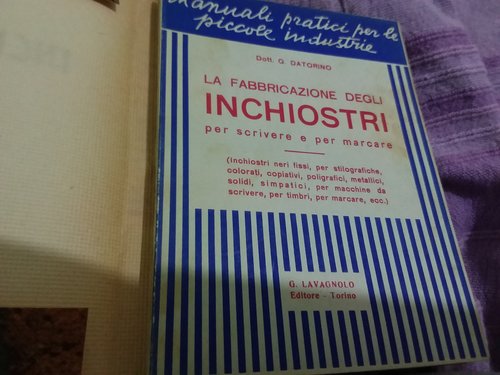 Manuali pratici per le
piccole industrie
Dott. G. DATORINO
LA FABBRICAZIONE DEGLI
INCHIOSTRI
per scrivere e per marcare
(Inchiostri neri fissi, per stilografiche,
colorati, copiativi, poligrafici, metallici,
solidi, simpatici, per macchine da
scrivere, per timbri, per marcare, ecc.)
G. LAVAGNOLO
Editore - Torino